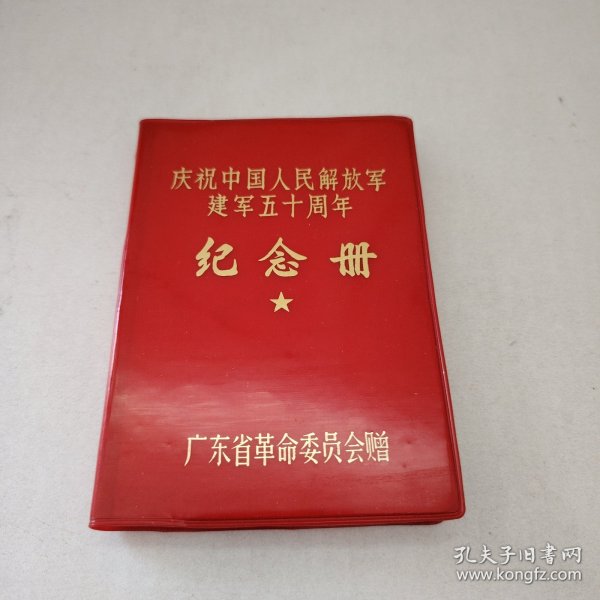 庆祝中国人民解放军
建军五十周年
纪念册
广东省革命委员会赠
孔夫子旧书网
www.kongfz.com